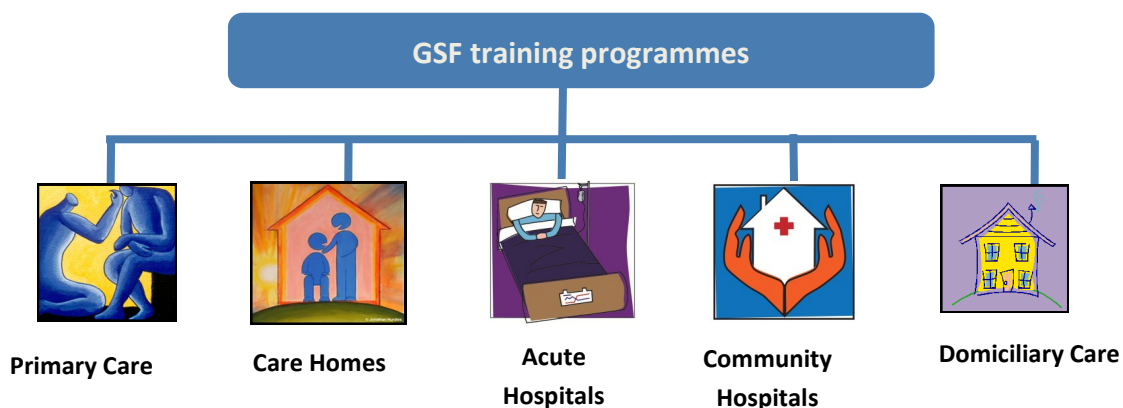 GSF training programmes
Primary Care
Care Homes
Acute
Hospitals
Community
Hospitals
Domiciliary Care